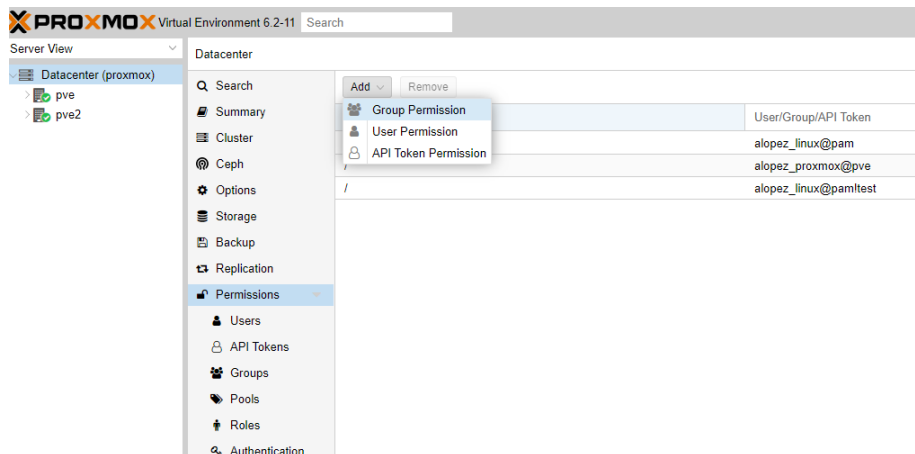 PROXMOX Virtual Environment 6.2-11 Search
Server View
Datacenter (proxmox)
pve
pve2
Datacenter
Search
Summary
Cluster
Ceph
Options
Storage
Backup
Replication
Permissions
Users
API Tokens
Groups
Pools
Roles
Authentication
Add Remove
Group Permission
User Permission
API Token Permission
User/Group/API Token
alopez_linux@pam
/ alopez_proxmox@pve
/ alopez_linux@pam!test